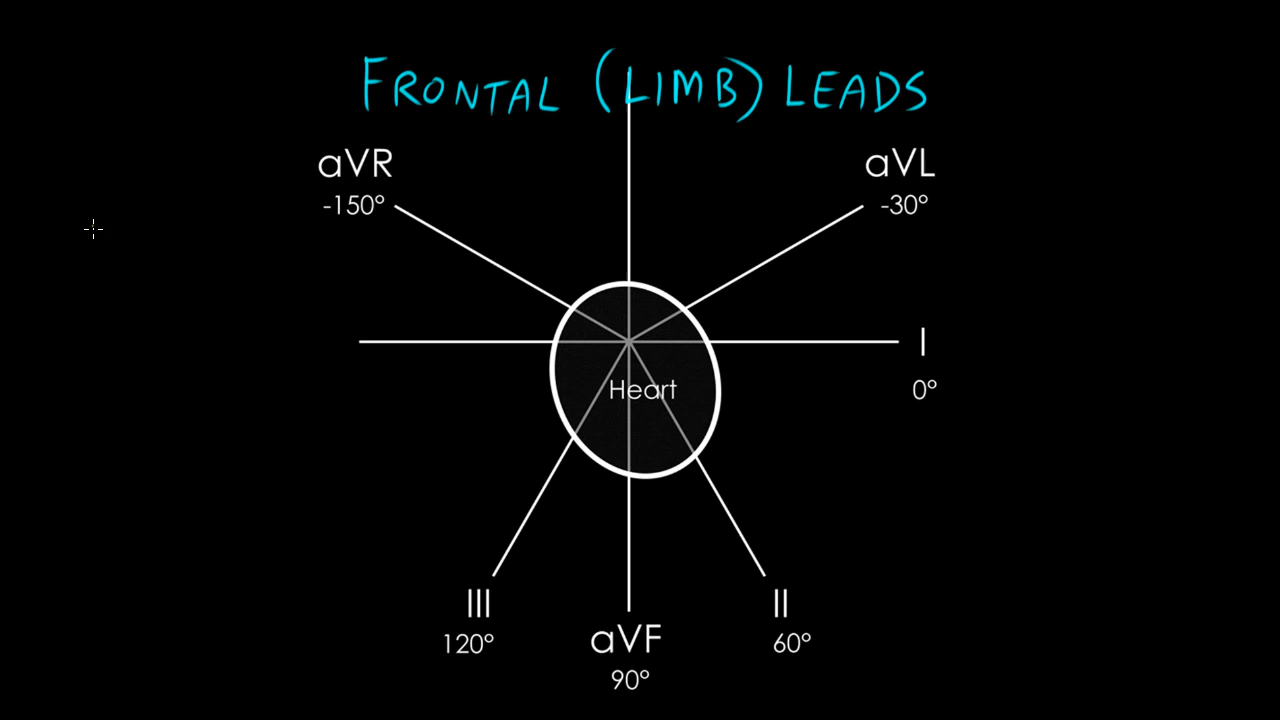 FRONTAL (LIMB) LEADS
aVR
-150°
aVL
-30°
I
0°
Heart
III
120°
aVF
90°
II
60°